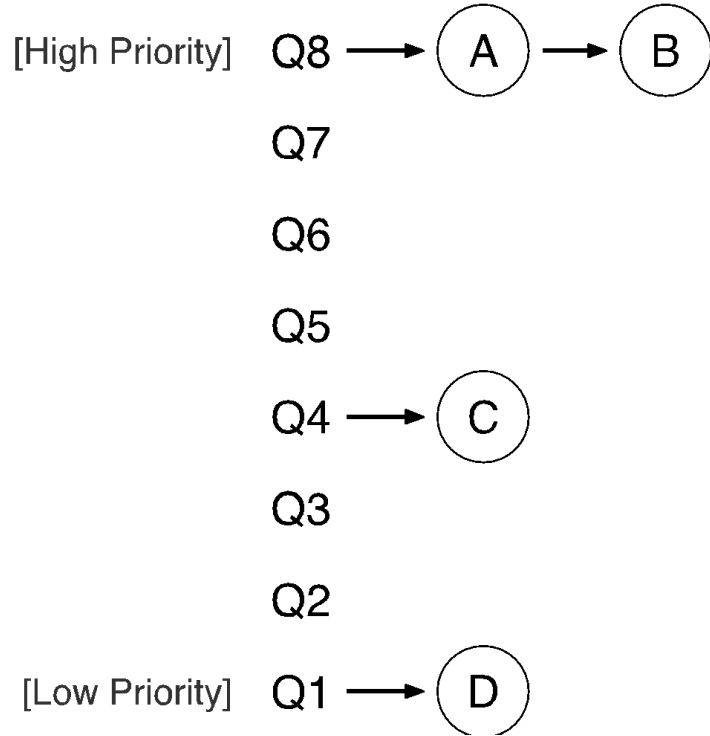 [High Priority] Q8 A B
Q7
Q6
Q5
Q4 C
Q3
Q2
[Low Priority] Q1 D